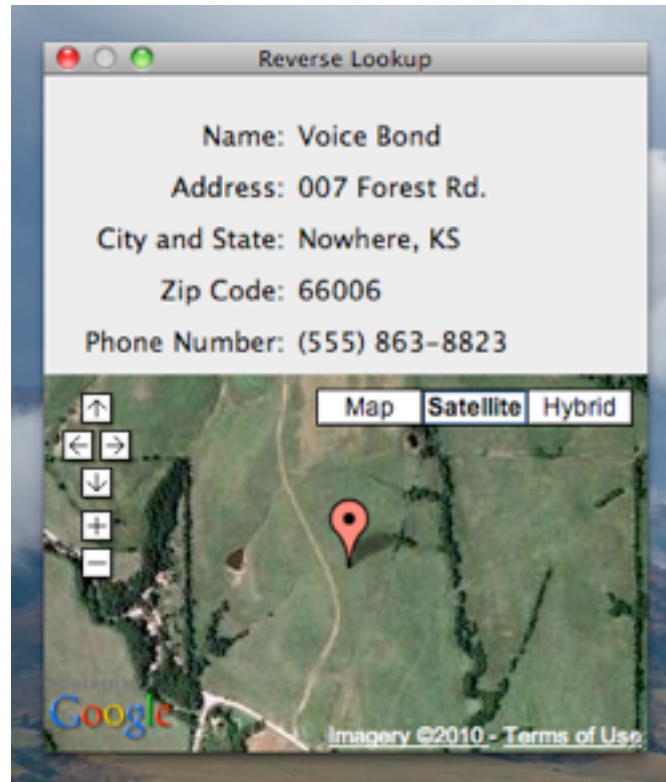 Reverse Lookup
Name: Voice Bond
Address: 007 Forest Rd.
City and State: Nowhere, KS
Zip Code: 66006
Phone Number: (555) 863-8823
Map Satellite Hybrid
Google
Imagery ©2010 - Terms of Use